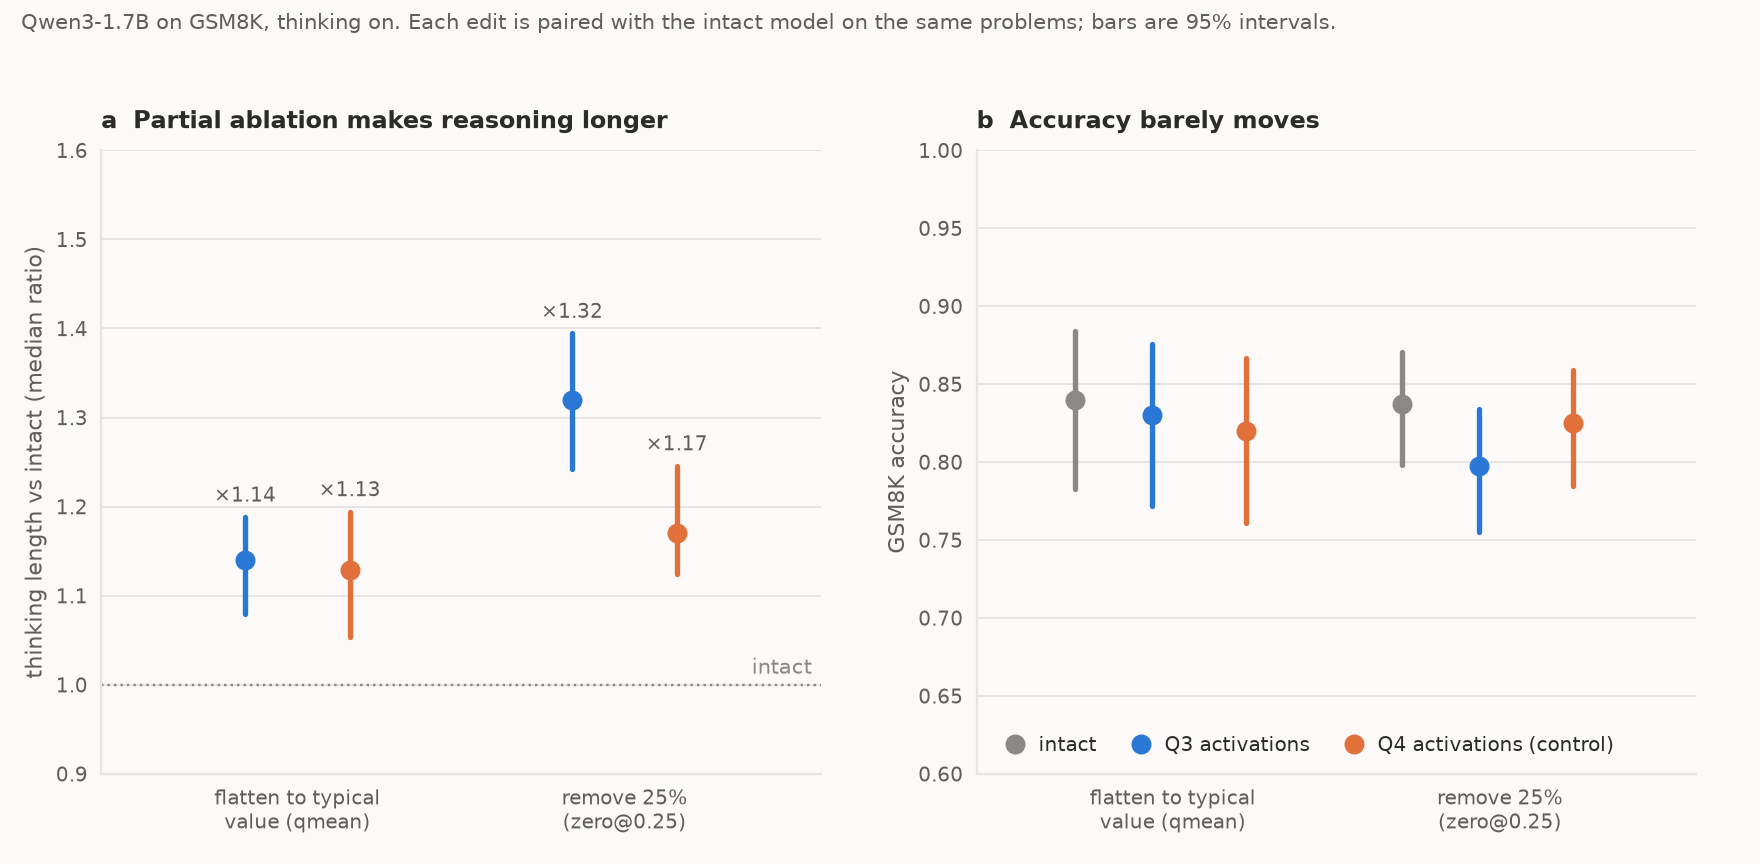 Qwen3-1.7B on GSM8K, thinking on. Each edit is paired with the intact model on the same problems; bars are 95% intervals.
a Partial ablation makes reasoning longer
thinking length vs intact (median ratio)
1.6
1.5
1.4
1.3
1.2
1.1
1.0
0.9
×1.14
×1.13
×1.32
×1.17
intact
flatten to typical
value (qmean)
remove 25%
(zero@0.25)
b Accuracy barely moves
GSM8K accuracy
1.00
0.95
0.90
0.85
0.80
0.75
0.70
0.65
0.60
intact
Q3 activations
Q4 activations (control)
flatten to typical
value (qmean)
remove 25%
(zero@0.25)